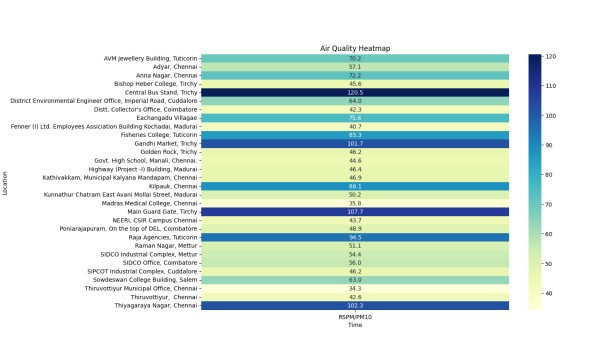 Air Quality Heatmap
AVM Jewellery Building, Tuticorin 70.2
Adyar, Chennai 57.1
Anna Nagar, Chennai 72.2
Bishop Heber College, Tirchy 45.6
Central Bus Stand, Trichy 120.5
District Environmental Engineer Office, Imperial Road, Cuddalore 64.0
Distt. Collector's Office, Coimbatore 42.3
Eachangadu Villagae 75.6
Fenner (I) Ltd. Employees Assiciation Building Kochadai, Madurai 40.7
Fisheries College, Tuticorin 85.3
Gandhi Market, Trichy 101.7
Golden Rock, Trichy 46.2
Govt. High School, Manali, Chennai. 44.6
Highway (Project -I) Building, Madurai 46.4
Kathivakkam, Municipal Kalyana Mandapam, Chennai 46.9
Kilpauk, Chennai 88.1
Kunnathur Chatram East Avani Mollai Street, Madurai 50.2
Madras Medical College, Chennai 35.8
Main Guard Gate, Tirchy 107.7
NEERI, CSIR Campus Chennai 43.7
Poniarajapuram, On the top of DEL, Coimbatore 48.9
Raja Agencies, Tuticorin 94.5
Raman Nagar, Mettur 51.1
SIDCO Industrial Complex, Mettur 54.4
SIDCO Office, Coimbatore 56.0
SIPCOT Industrial Complex, Cuddalore 46.2
Sowdeswari College Building, Salem 63.0
Thiruvottiyur Municipal Office, Chennai 34.3
Thiruvottiyur, Chennai 42.6
Thiyagaraya Nagar, Chennai 102.3
Location
RSPM/PM10
Time
120
110
100
90
80
70
60
50
40